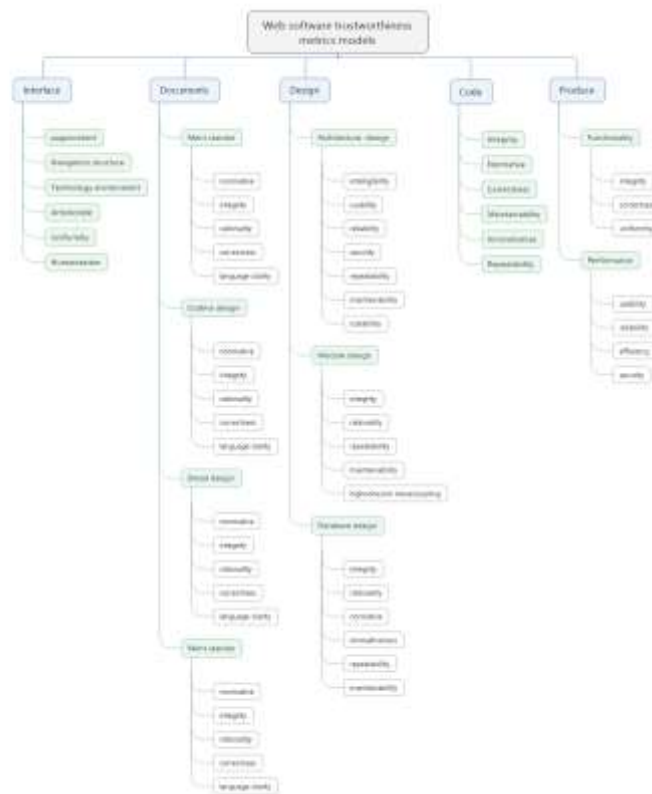 Web software trustworthiness
metrics models
Interface
Documents
Design
Code
Produce
Navigation structure
Technology environment
normative
integrity
rationality
correctness
language clarity
Outline design
normative
integrity
rationality
correctness
language clarity
Detail design
normative
integrity
rationality
correctness
language clarity
normative
integrity
rationality
correctness
language clarity
Architecture design
intelligibility
usability
reliability
security
repeatability
maintainability
Module design
integrity
rationality
repeatability
maintainability
Database design
integrity
rationality
normative
repeatability
maintainability
Integrity
Normative
Correctness
Maintainability
Repeatability
Functionality
integrity
correctness
uniformity
Performance
usability
reliability
efficiency
security